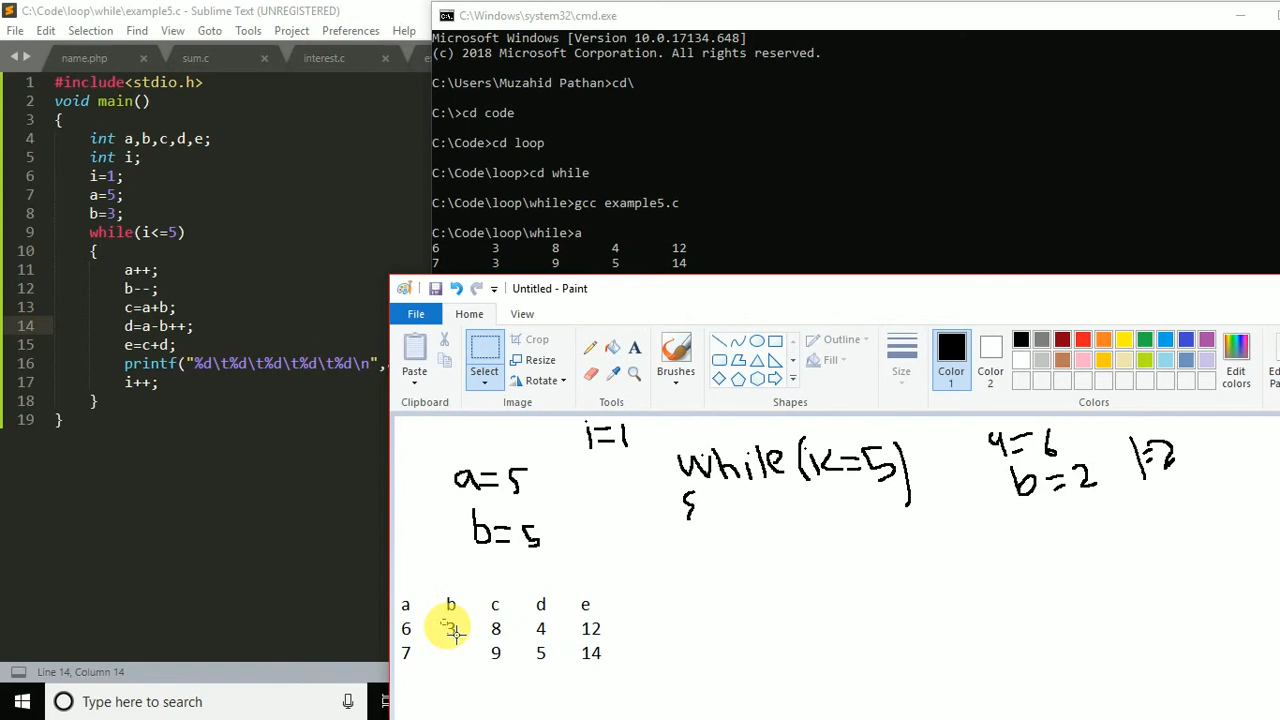 C:\Code\loop\while\example5.c - Sublime Text (UNREGISTERED)
File Edit Selection Find View Goto Tools Project Preferences Help
name.php × sum.c × interest.c ×
1 #include<stdio.h>
2 void main()
3 {
4 int a,b,c,d,e;
5 int i;
6 i=1;
7 a=5;
8 b=3;
9 while(i<=5)
10 {
11 a++;
12 b--;
13 c=a+b;
14 d=a-b++;
15 e=c+d;
16 printf("%d\t%d\t%d\t%d\t%d\n",
17 i++;
18 }
19 }
Line 14, Column 14
C:\Windows\system32\cmd.exe
Microsoft Windows [Version 10.0.17134.648]
(c) 2018 Microsoft Corporation. All rights reserved.
C:\Users\Muzahid Pathan>cd\
C:\>cd code
C:\Code>cd loop
C:\Code\loop>cd while
C:\Code\loop\while>gcc example5.c
C:\Code\loop\while>a
6 3 8 4 12
7 3 9 5 14
Untitled - Paint
File Home View
Paste
Clipboard
Select
Crop
Resize
Rotate
Image
Tools
Brushes
Outline
Fill
Shapes
Size
Color 1
Color 2
Edit colors
Colors
i=1
a=5
b=5
while(i<=5)
{
a=6
b=2
i=2
a b c d e
6 3 8 4 12
7 9 5 14
Type here to search